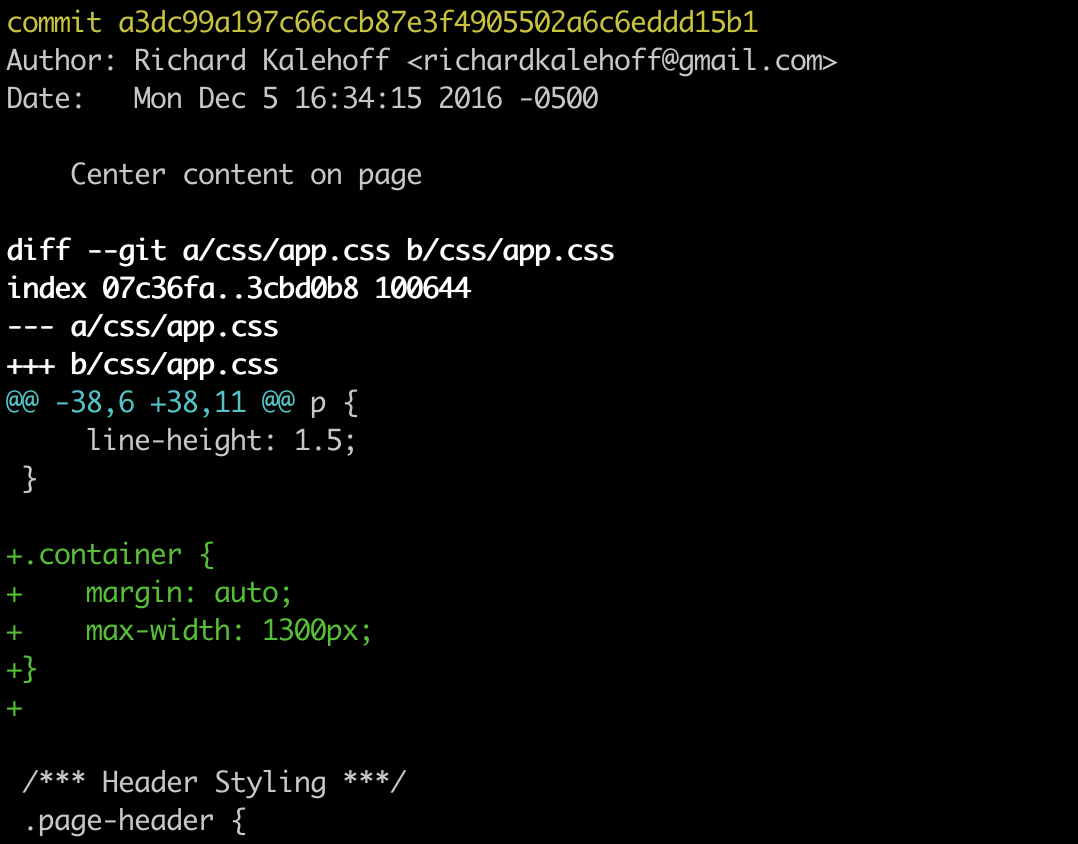 commit a3dc99a197c66ccb87e3f4905502a6c6eddd15b1
Author: Richard Kalehoff <richardkalehoff@gmail.com>
Date:   Mon Dec 5 16:34:15 2016 -0500

    Center content on page

diff --git a/css/app.css b/css/app.css
index 07c36fa..3cbd0b8 100644
--- a/css/app.css
+++ b/css/app.css
@@ -38,6 +38,11 @@ p {
     line-height: 1.5;
 }

+.container {
+    margin: auto;
+    max-width: 1300px;
+}
+

 /*** Header Styling ***/
 .page-header {